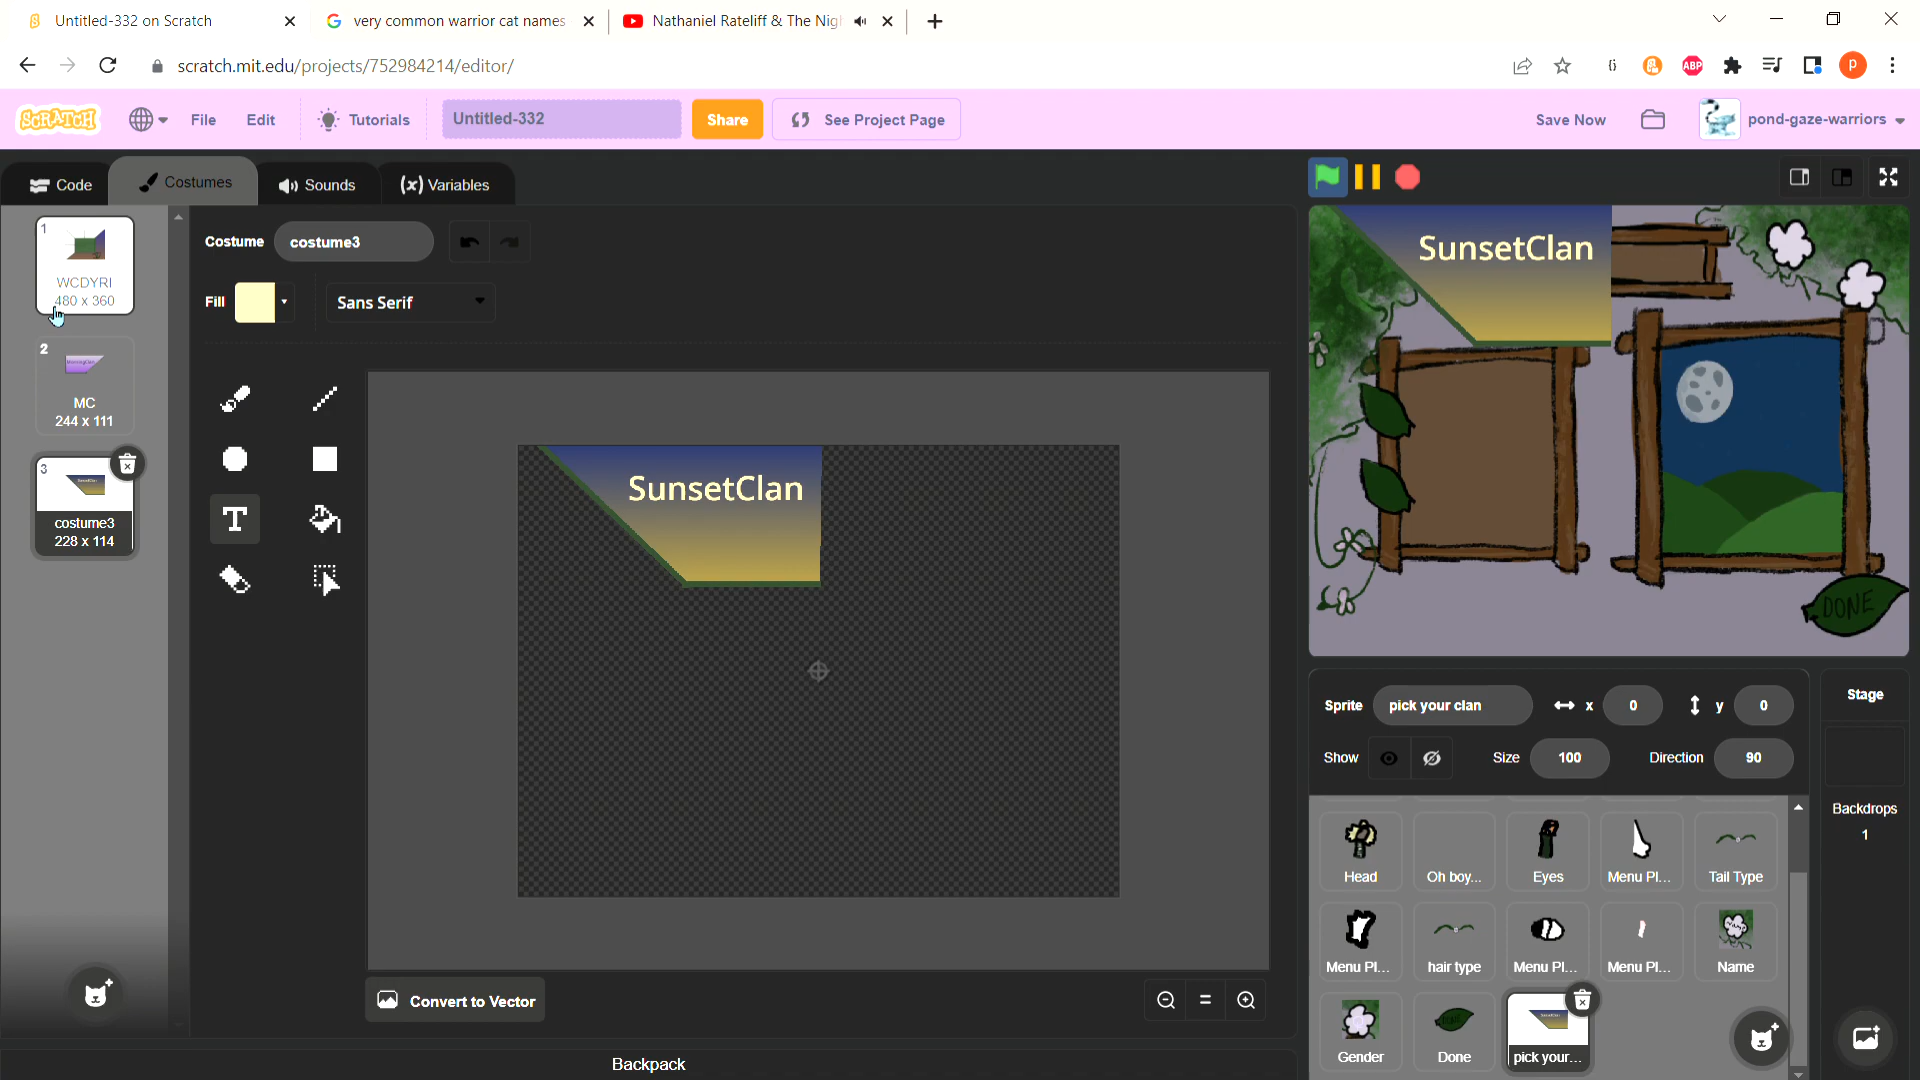 Untitled-332 on Scratch
very common warrior cat names
Nathaniel Rateliff & The Nig
scratch.mit.edu/projects/752984214/editor/
ABP
P
SCRATCH
File
Edit
Tutorials
Untitled-332
Share
See Project Page
Save Now
pond-gaze-warriors
Code
Costumes
Sounds
(x) Variables
1
WCDYRI
480 x 360
2
MC
244 x 111
3
costume3
228 x 114
Costume
costume3
Fill
Sans Serif
T
SunsetClan
Convert to Vector
Backpack
SunsetClan
DONE
Sprite
pick your clan
x
0
y
0
Show
Size
100
Direction
90
Stage
Backdrops
1
Head
Oh boy...
Eyes
Menu Pl...
Tail Type
Menu Pl...
hair type
Menu Pl...
Menu Pl...
Name
Gender
Done
pick your...